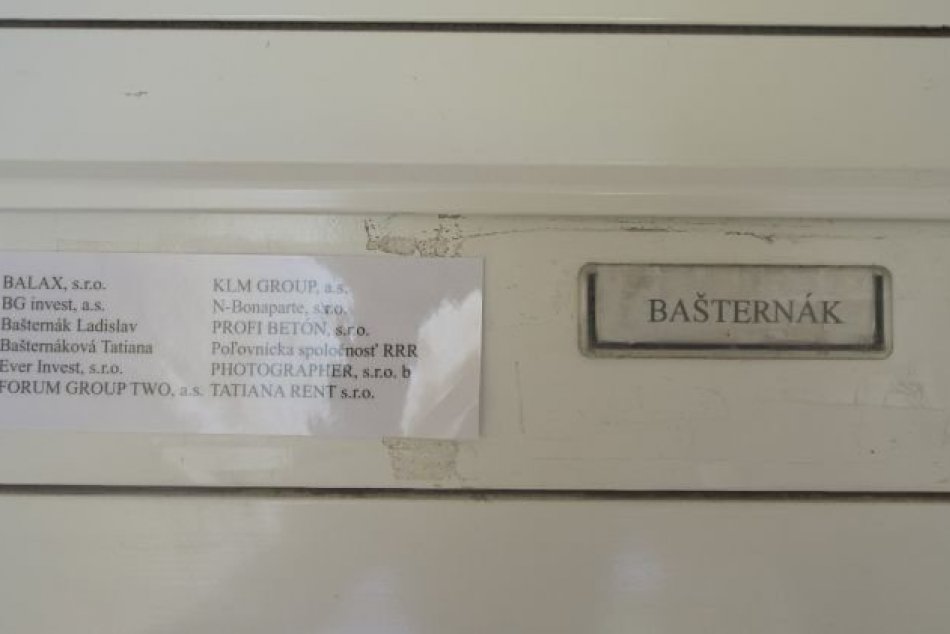 BALAX, s.r.o.
BG invest, a.s.
Bašternák Ladislav
Bašternáková Tatiana
Ever Invest, s.r.o.
FORUM GROUP TWO, a.s.
KLM GROUP, a.s.
N-Bonaparte, s.r.o.
PROFI BETÓN, s.r.o.
Poľovnícka spoločnosť RRR
PHOTOGRAPHER, s.r.o. b
TATIANA RENT s.r.o.
BAŠTERNÁK